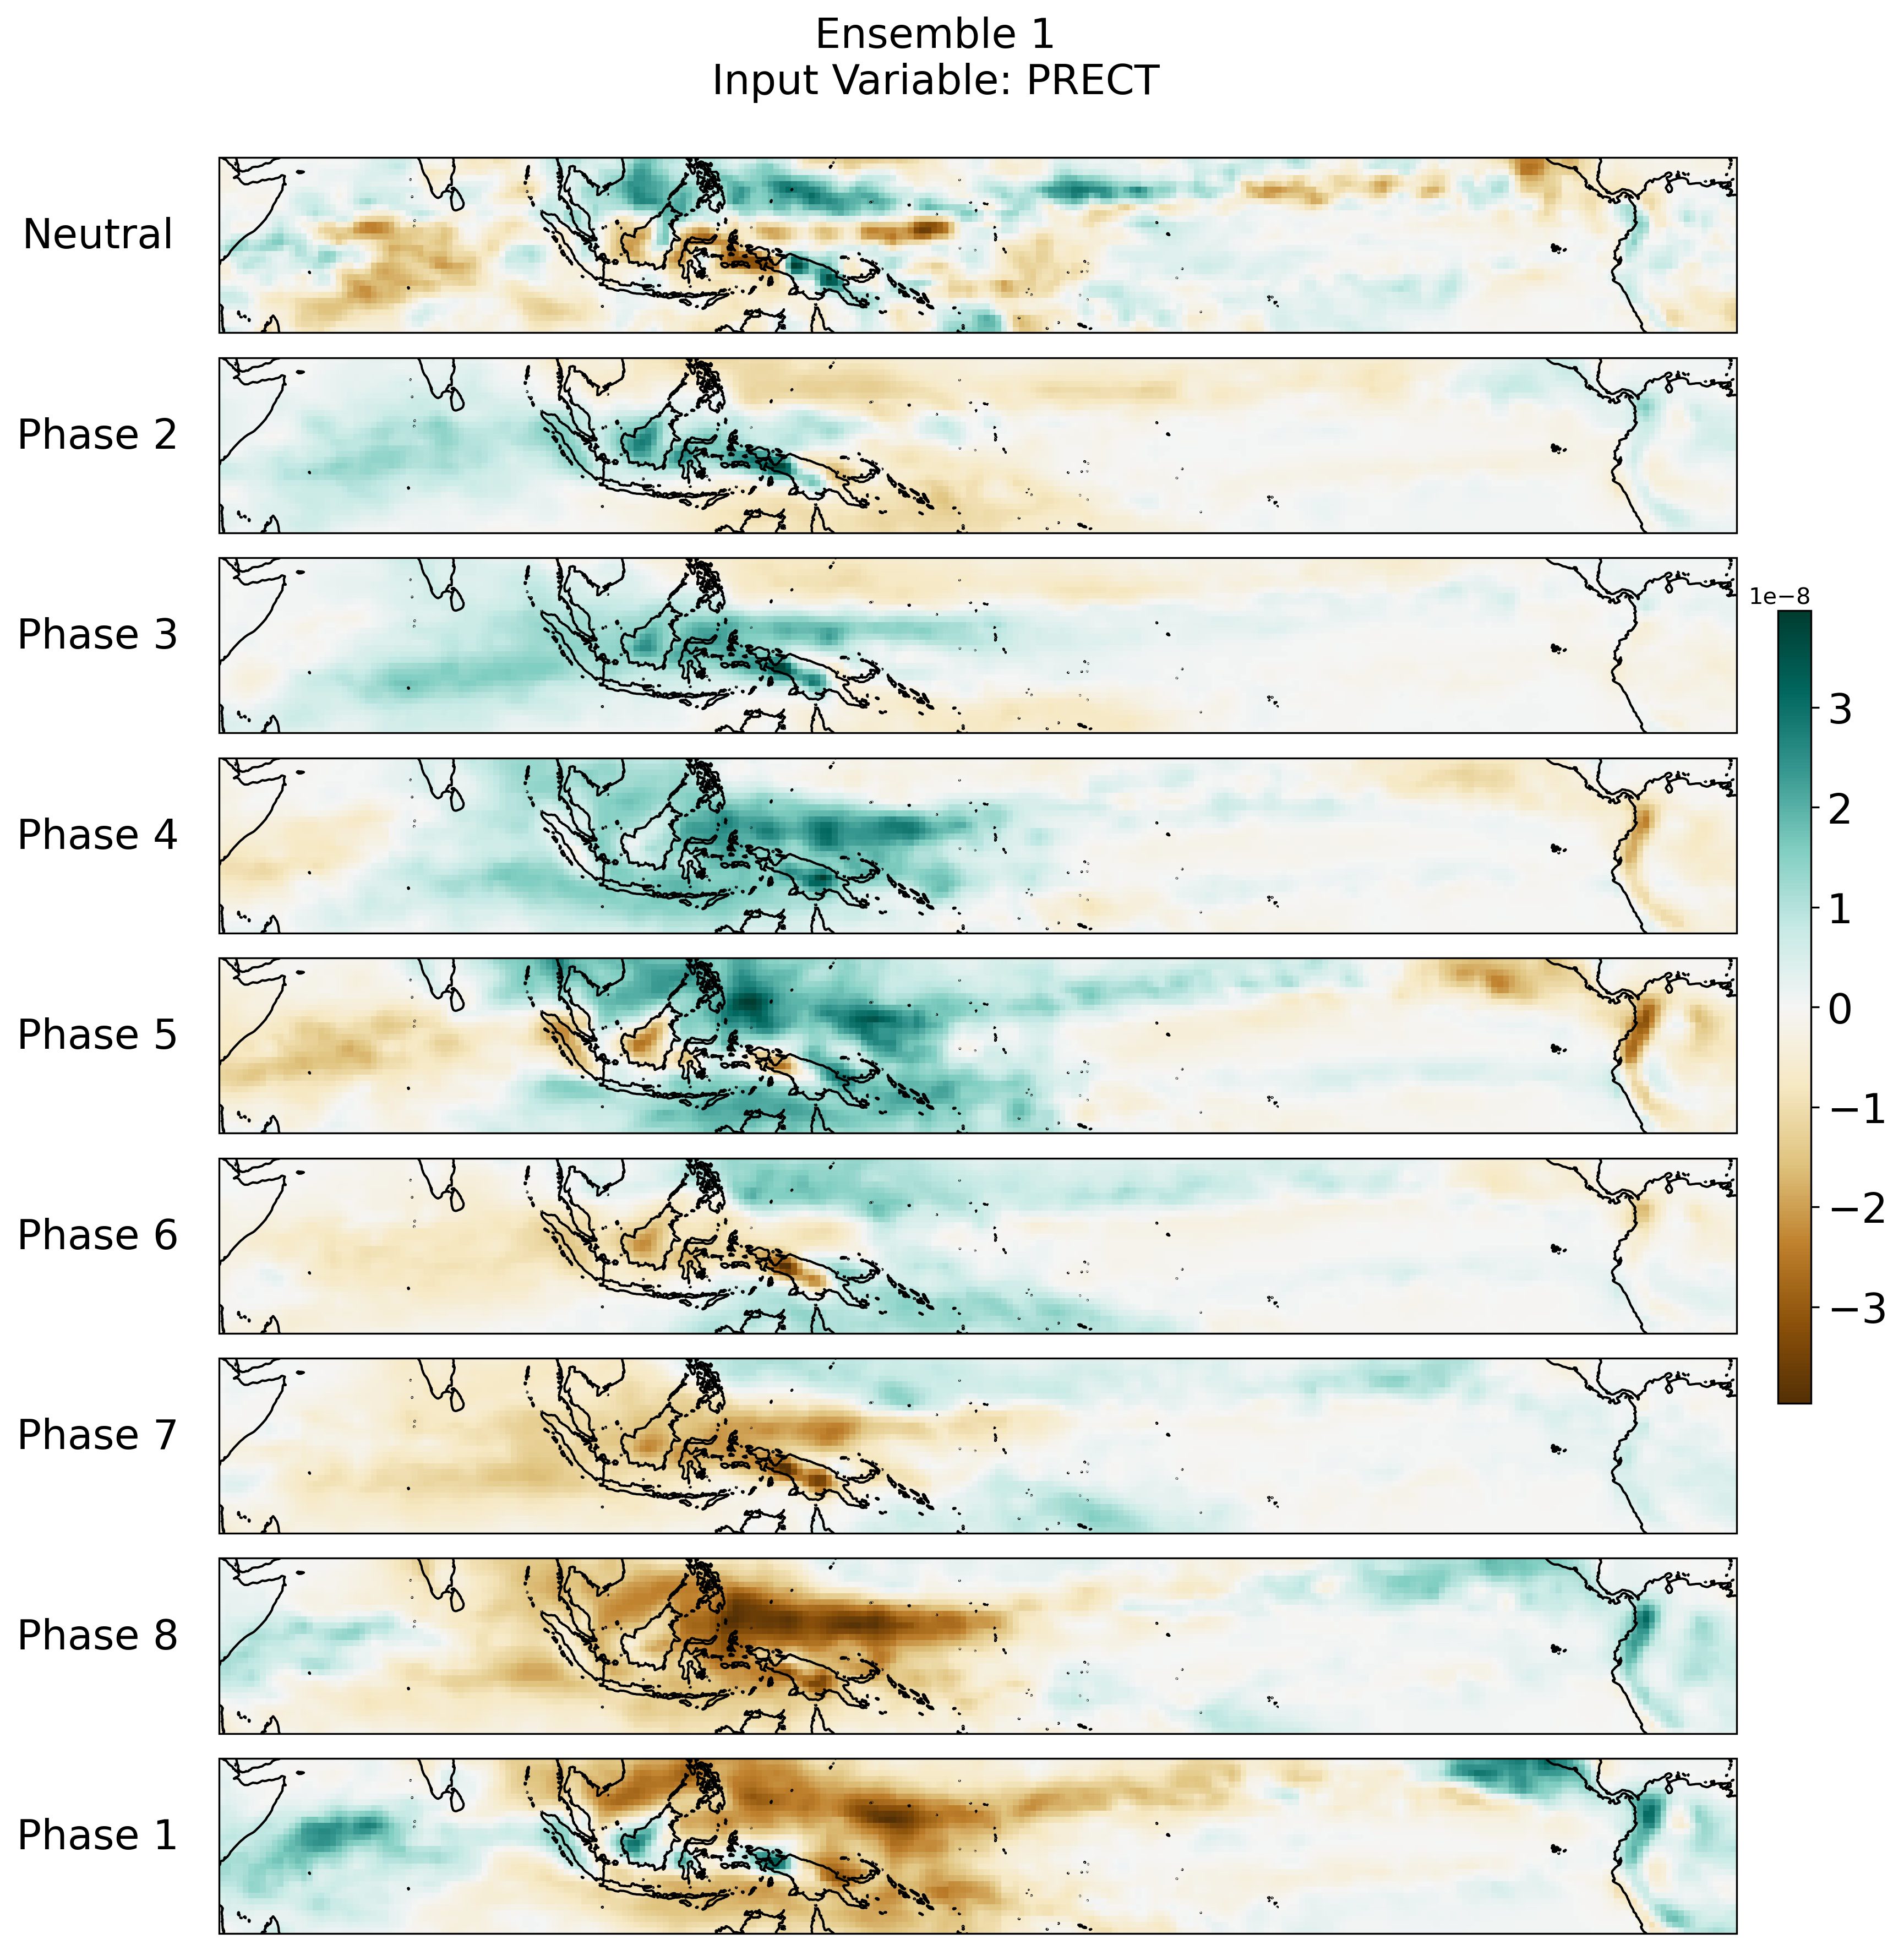 Ensemble 1
Input Variable: PRECT
Neutral
Phase 2
Phase 3
Phase 4
Phase 5
Phase 6
Phase 7
Phase 8
Phase 1
1e−8
3
2
1
0
−1
−2
−3